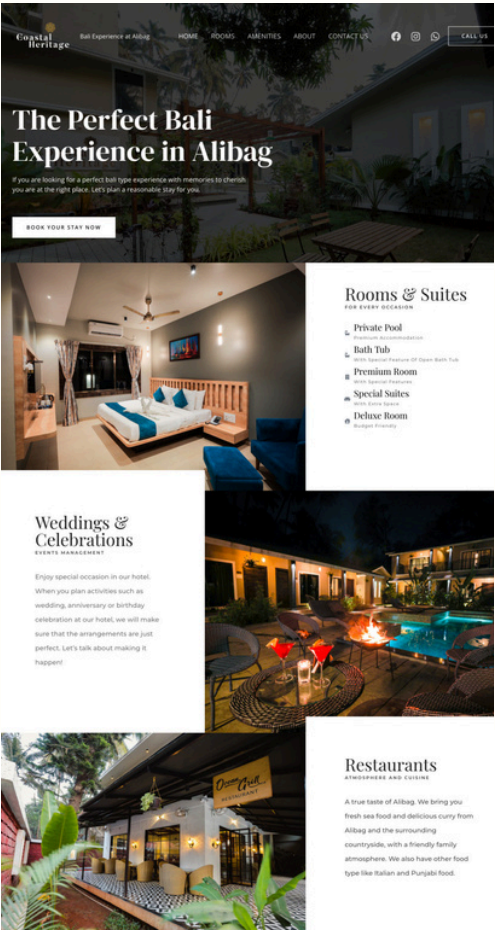 Coastal
Heritage
Bali Experience at Alibag
HOME ROOMS AMENITIES ABOUT CONTACT US
CALL US
The Perfect Bali
Experience in Alibag
If you are looking for a perfect bali type experience with memories to cherish
you are at the right place. Let's plan a reasonable stay for you.
BOOK YOUR STAY NOW
Rooms & Suites
FOR EVERY OCCASION
Private Pool
Premium Accommodation
Bath Tub
With Special Feature Of Open Bath Tub
Premium Room
With Special Features
Special Suites
With Extra Space
Deluxe Room
Budget Friendly
Weddings &
Celebrations
EVENTS MANAGEMENT
Enjoy special occasion in our hotel.
When you plan activities such as
wedding, anniversary or birthday
celebration at our hotel, we will make
sure that the arrangements are just
perfect. Let's talk about making it
happen!
Grill
RESTAURANT
Restaurants
ATMOSPHERE AND CUISINE
A true taste of Alibag. We bring you
fresh sea food and delicious curry from
Alibag and the surrounding
countryside, with a friendly family
atmosphere. We also have other food
type like Italian and Punjabi food.